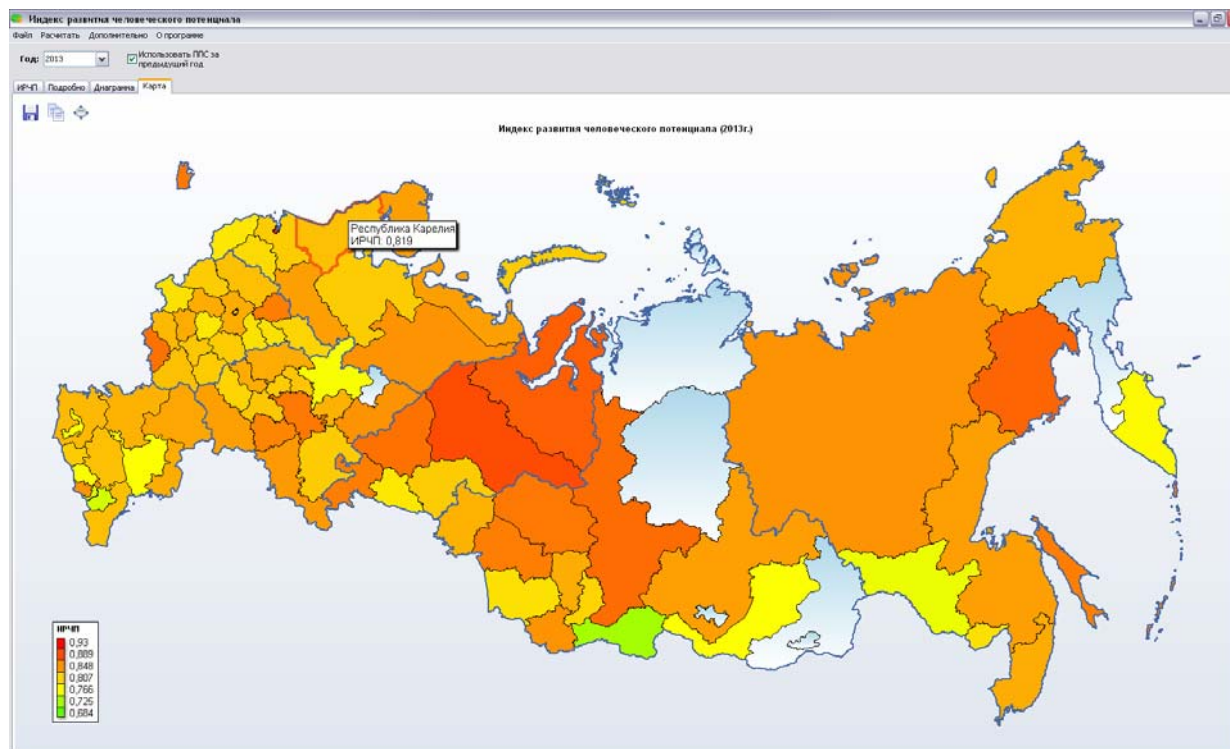 Индекс развития человеческого потенциала
Файл Расчитать Дополнительно О программе
Год: 2013 Использовать ППС за
предыдущий год
ИРЧП Подробно Диаграмма Карта
Индекс развития человеческого потенциала (2013г.)
Республика Карелия
ИРЧП: 0,819
ИРЧП
0,93
0,889
0,848
0,807
0,766
0,725
0,684